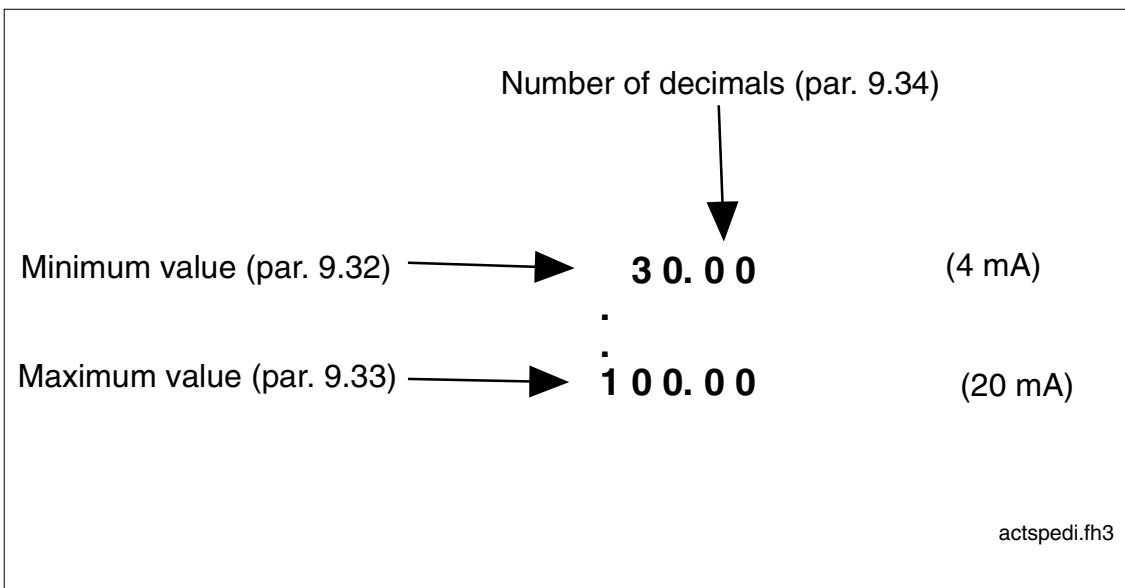 Number of decimals (par. 9.34)
Minimum value (par. 9.32) 3 0. 0 0 (4 mA)
.
.
Maximum value (par. 9.33) 1 0 0. 0 0 (20 mA)
actspedi.fh3